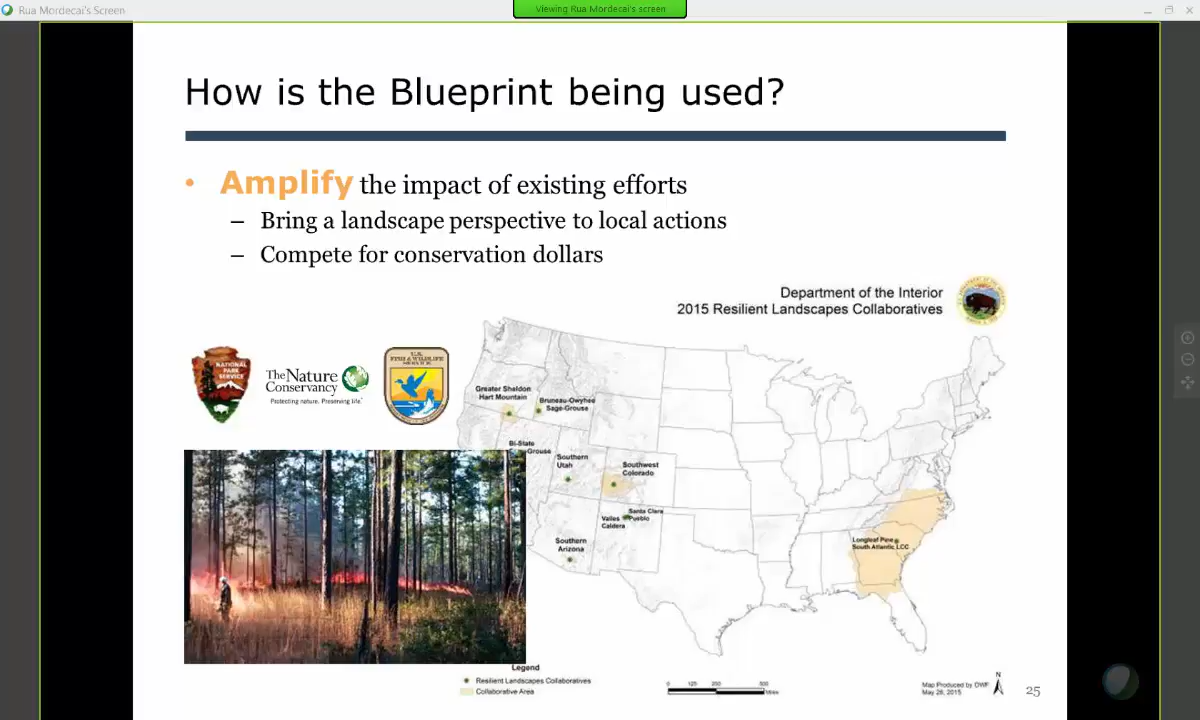 Rua Mordecai's Screen
Viewing Rua Mordecai's screen
How is the Blueprint being used?
• Amplify the impact of existing efforts
– Bring a landscape perspective to local actions
– Compete for conservation dollars
Department of the Interior
2015 Resilient Landscapes Collaboratives
NATIONAL
PARK
SERVICE
The Nature
Conservancy
Protecting nature. Preserving life.
U.S.
FISH & WILDLIFE
SERVICE
Greater Sheldon
Hart Mountain
Bruneau-Owyhee
Sage-Grouse
Bi-State
Grouse
Southern
Utah
Southwest
Colorado
Valles
Caldera
Santa Clara
Pueblo
Southern
Arizona
Longleaf Pine
South Atlantic LCC
Legend
Resilient Landscapes Collaboratives
Collaborative Area
0 125 250 500
Miles
N
Map Produced by OWF
May 28, 2015
25